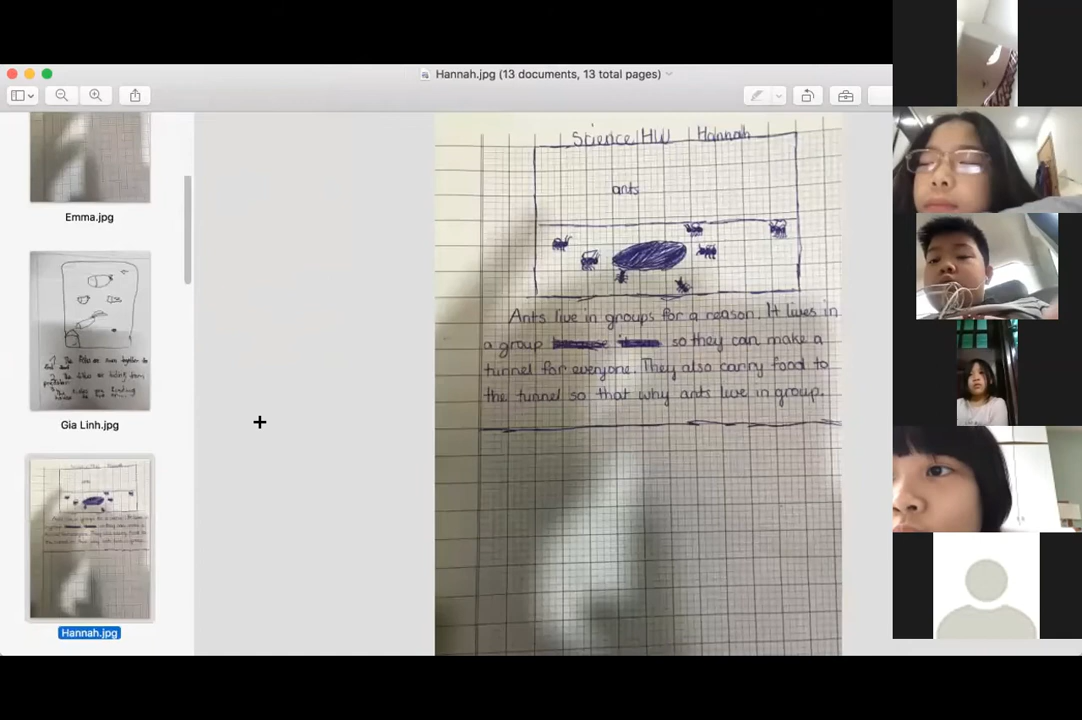 Hannah.jpg (13 documents, 13 total pages)
Emma.jpg
Gia Linh.jpg
Hannah.jpg
Science HW Hannah
ants
Ants live in groups for a reason. It lives in
a group so they can make a
tunnel for everyone. They also carry food to
the tunnel so that why ants live in group.